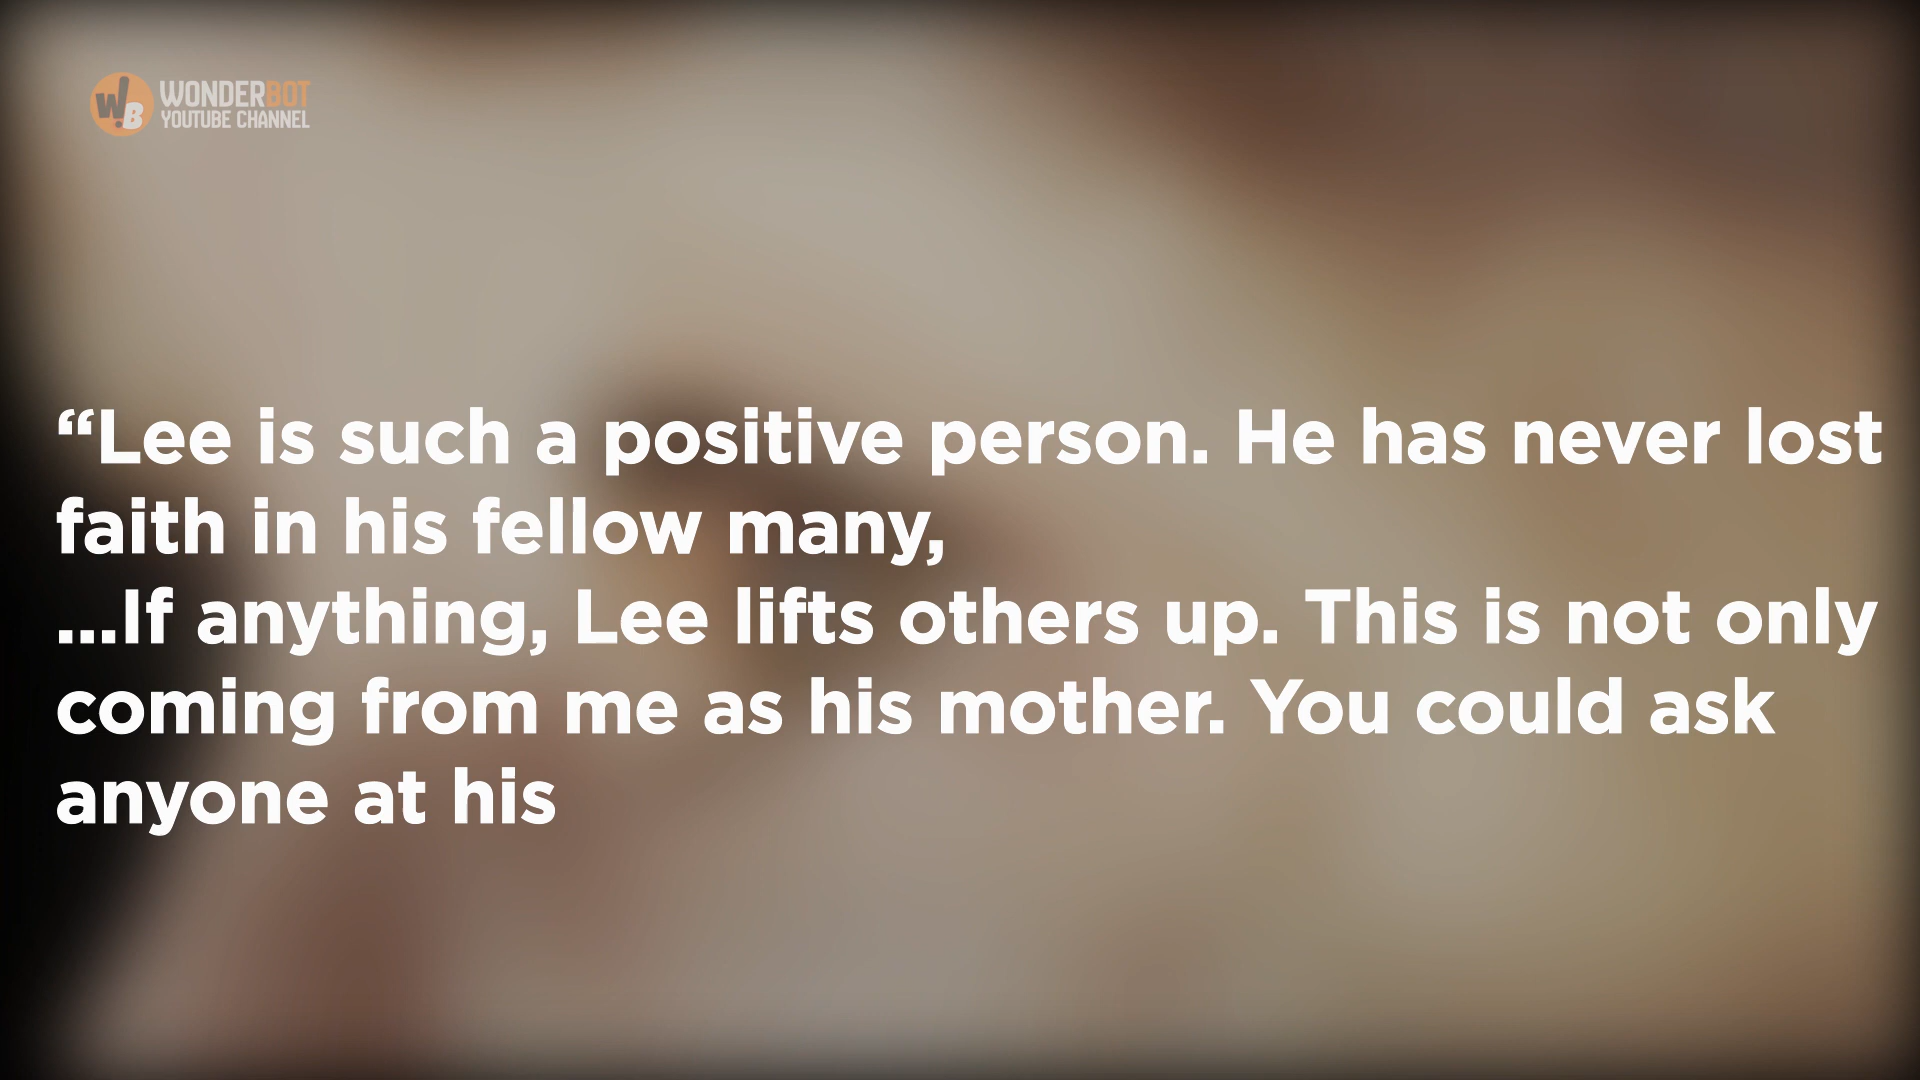 W!B WONDERBOT
YOUTUBE CHANNEL
“Lee is such a positive person. He has never lost
faith in his fellow many,
...If anything, Lee lifts others up. This is not only
coming from me as his mother. You could ask
anyone at his